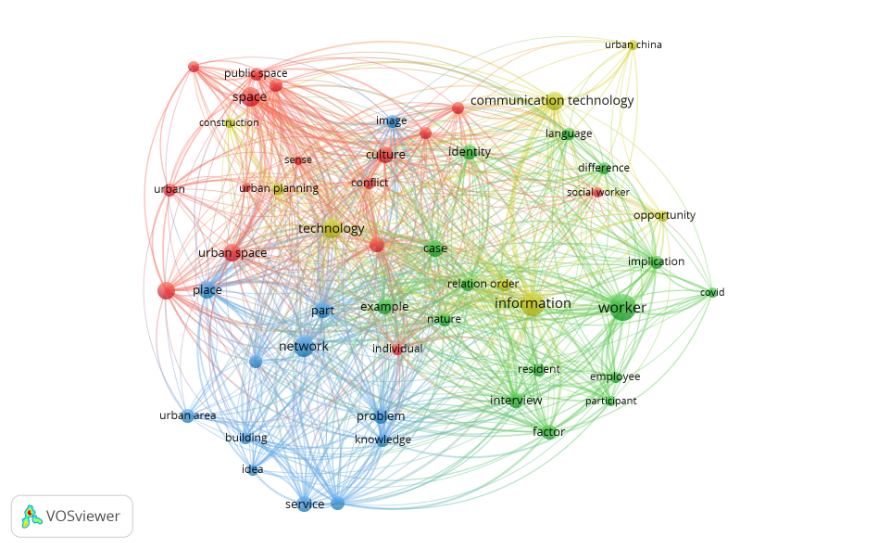 urban china
public space
space
communication technology
construction
image
language
sense
culture
identity
difference
urban
urban planning
conflict
social worker
opportunity
technology
urban space
case
implication
place
relation order
covid
part
example
information
worker
nature
network
individual
resident
employee
interview
participant
urban area
problem
building
knowledge
factor
idea
service
VOSviewer